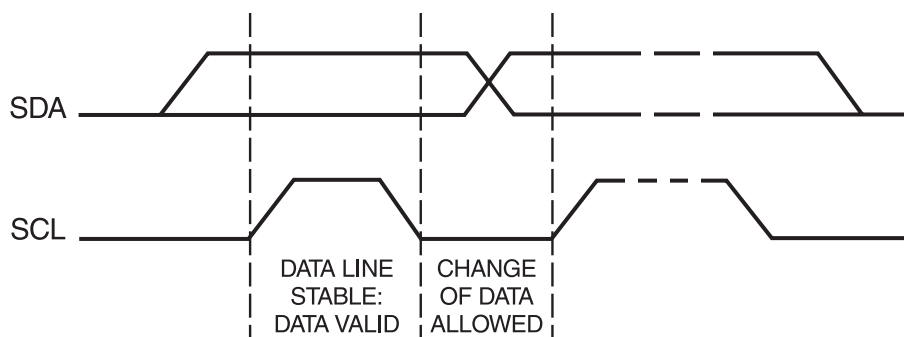 SDA
SCL
DATA LINE
STABLE:
DATA VALID
CHANGE
OF DATA
ALLOWED